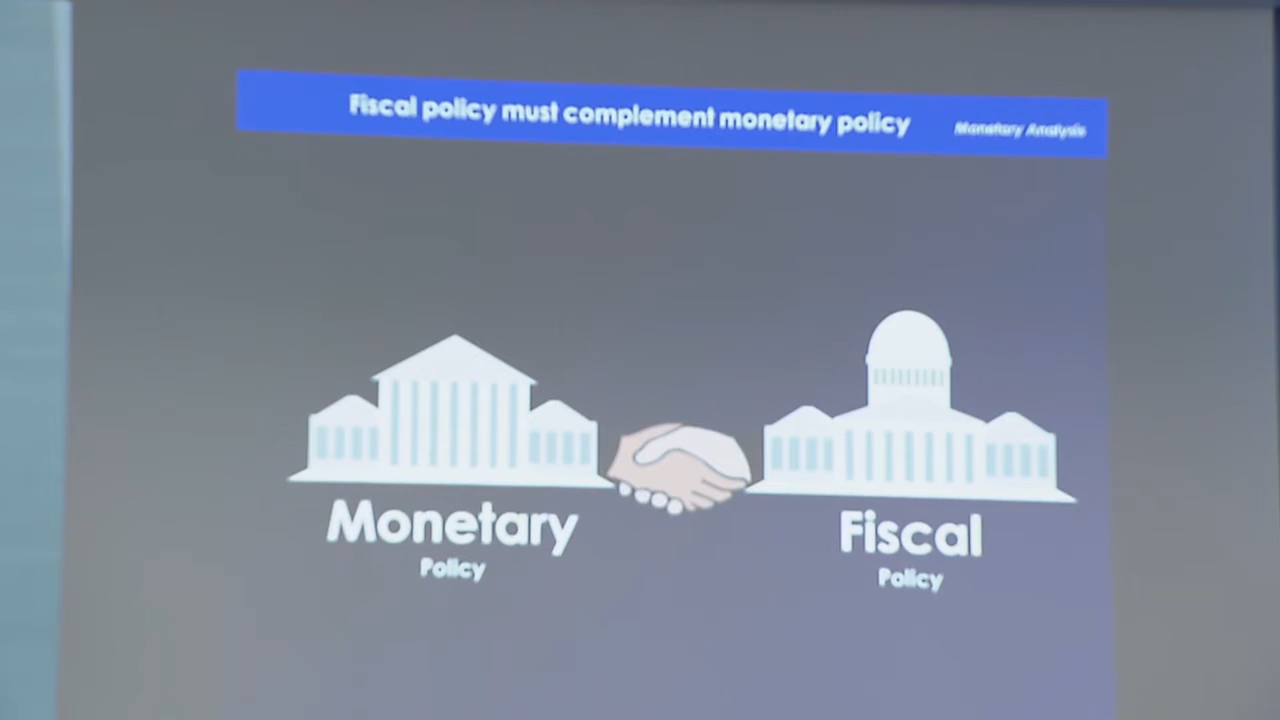 Fiscal policy must complement monetary policy
Monetary Analysis
Monetary
Policy
Fiscal
Policy